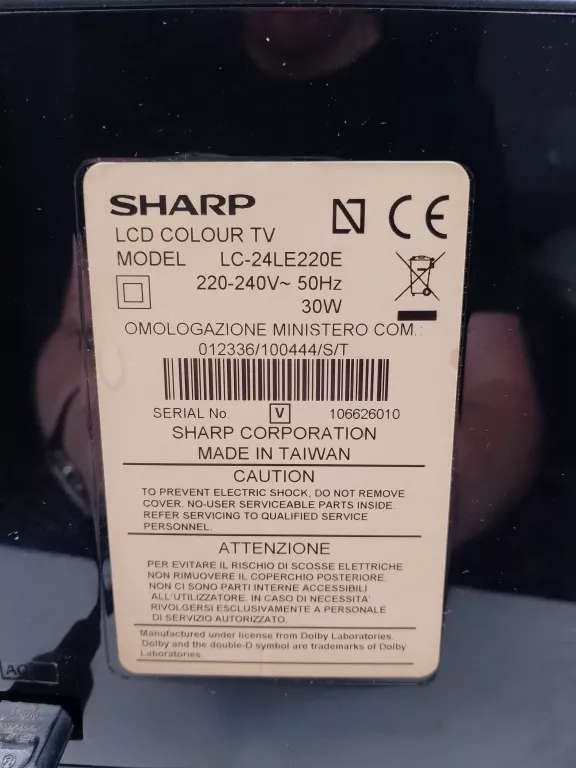 SHARP
LCD COLOUR TV
MODEL LC-24LE220E
220-240V~ 50Hz
30W
OMOLOGAZIONE MINISTERO COM.:
012336/100444/S/T
SERIAL No. V 106626010
SHARP CORPORATION
MADE IN TAIWAN
CAUTION
TO PREVENT ELECTRIC SHOCK, DO NOT REMOVE
COVER. NO-USER SERVICEABLE PARTS INSIDE.
REFER SERVICING TO QUALIFIED SERVICE
PERSONNEL.
ATTENZIONE
PER EVITARE IL RISCHIO DI SCOSSE ELETTRICHE
NON RIMUOVERE IL COPERCHIO POSTERIORE.
NON CI SONO PARTI INTERNE ACCESSIBILI
ALL'UTILIZZATORE. IN CASO DI NECESSITA'
RIVOLGERSI ESCLUSIVAMENTE A PERSONALE
DI SERVIZIO AUTORIZZATO.
Manufactured under license from Dolby Laboratories.
Dolby and the double-D symbol are trademarks of Dolby
Laboratories.
AC